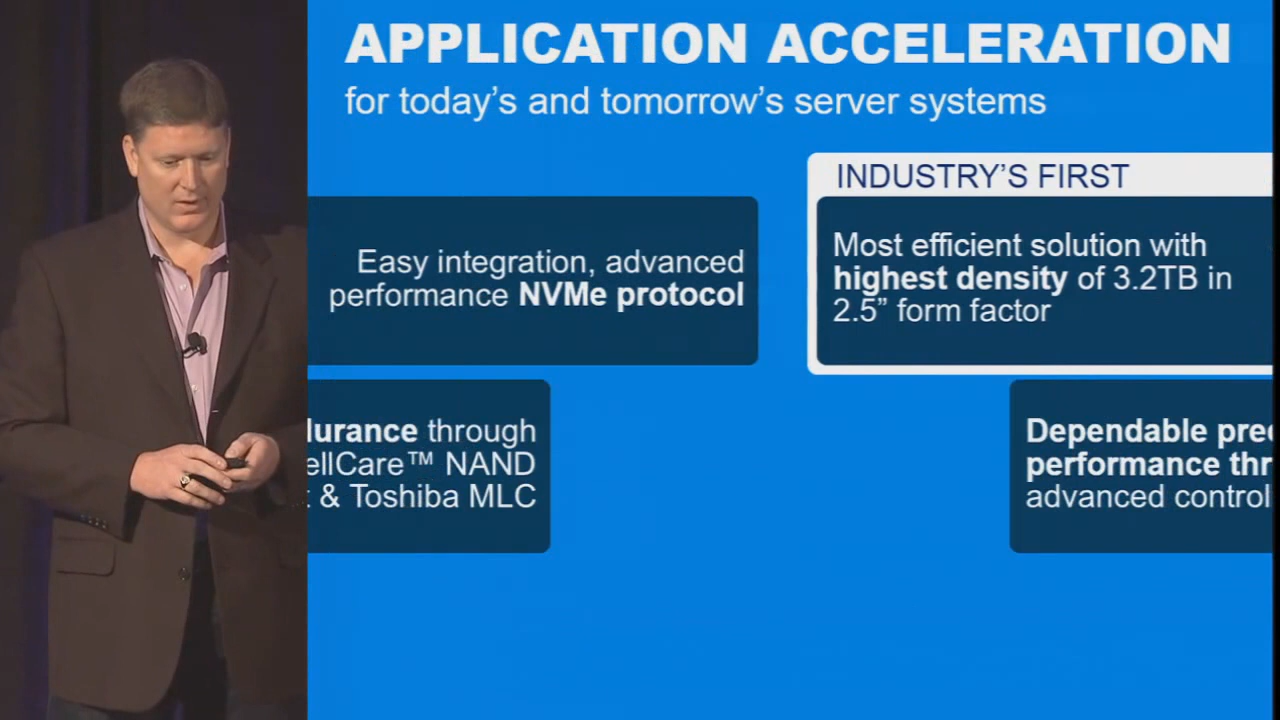 APPLICATION ACCELERATION
for today's and tomorrow's server systems
Easy integration, advanced
performance NVMe protocol
INDUSTRY'S FIRST
Most efficient solution with
highest density of 3.2TB in
2.5” form factor
through
NAND
& Toshiba MLC
Dependable
performance
advanced